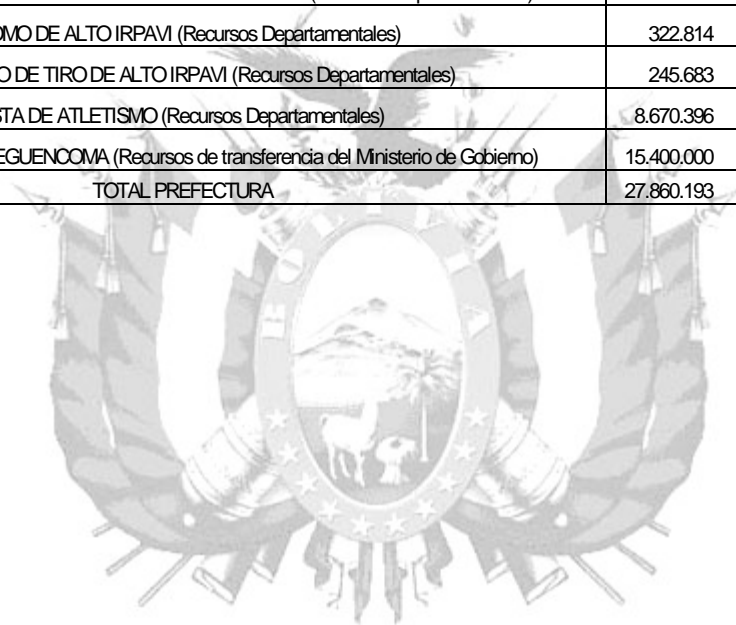 OMO DE ALTO IRPAVI (Recursos Departamentales) 322.814
O DE TIRO DE ALTO IRPAVI (Recursos Departamentales) 245.683
STA DE ATLETISMO (Recursos Departamentales) 8.670.396
EGUENCOMA (Recursos de transferencia del Ministerio de Gobierno) 15.400.000
TOTAL PREFECTURA 27.860.193